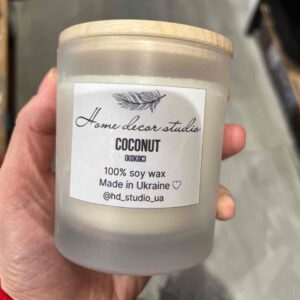 Home decor studio
COCONUT
(КОКОС)
100% soy wax
Made in Ukraine ♡
@hd_studio_ua